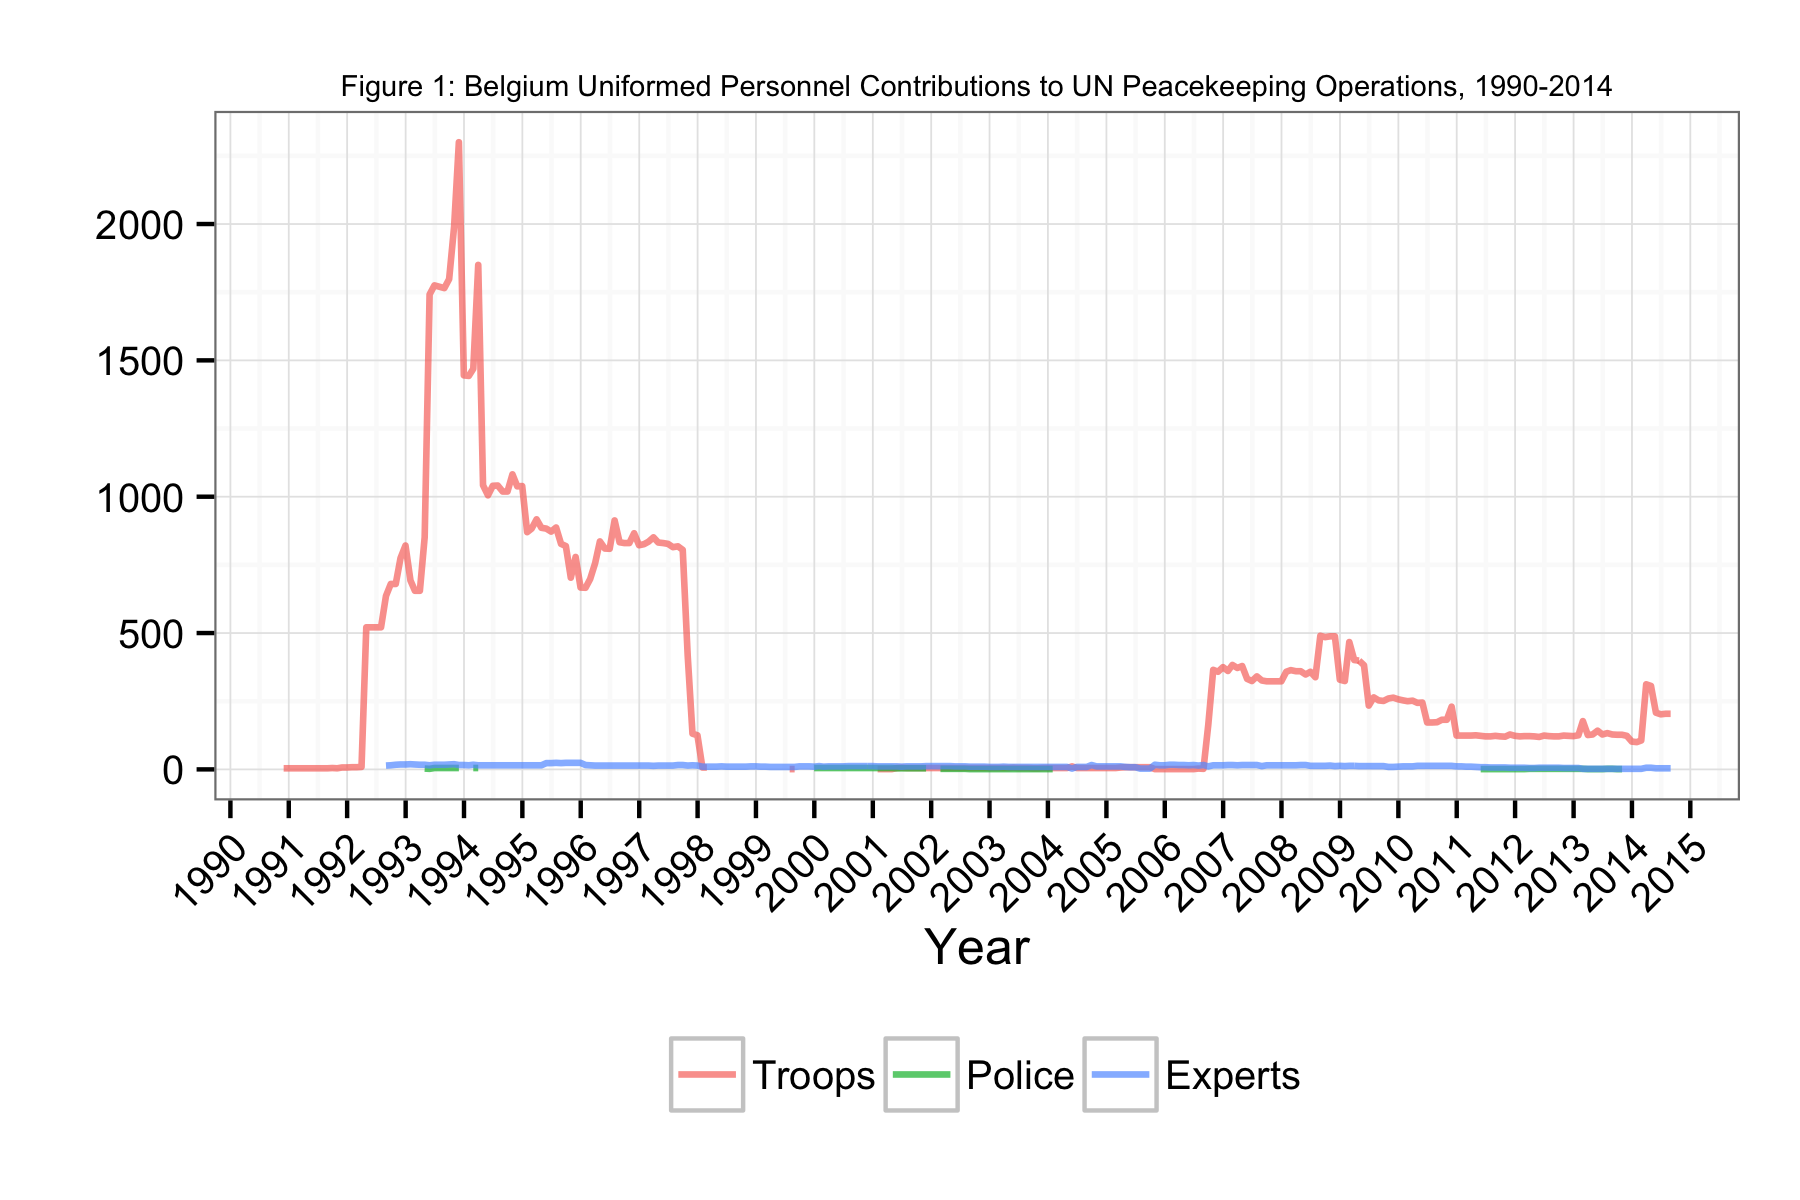 Figure 1: Belgium Uniformed Personnel Contributions to UN Peacekeeping Operations, 1990-2014
2000
1500
1000
500
0
1990 1991 1992 1993 1994 1995 1996 1997 1998 1999 2000 2001 2002 2003 2004 2005 2006 2007 2008 2009 2010 2011 2012 2013 2014 2015
Year
Troops Police Experts